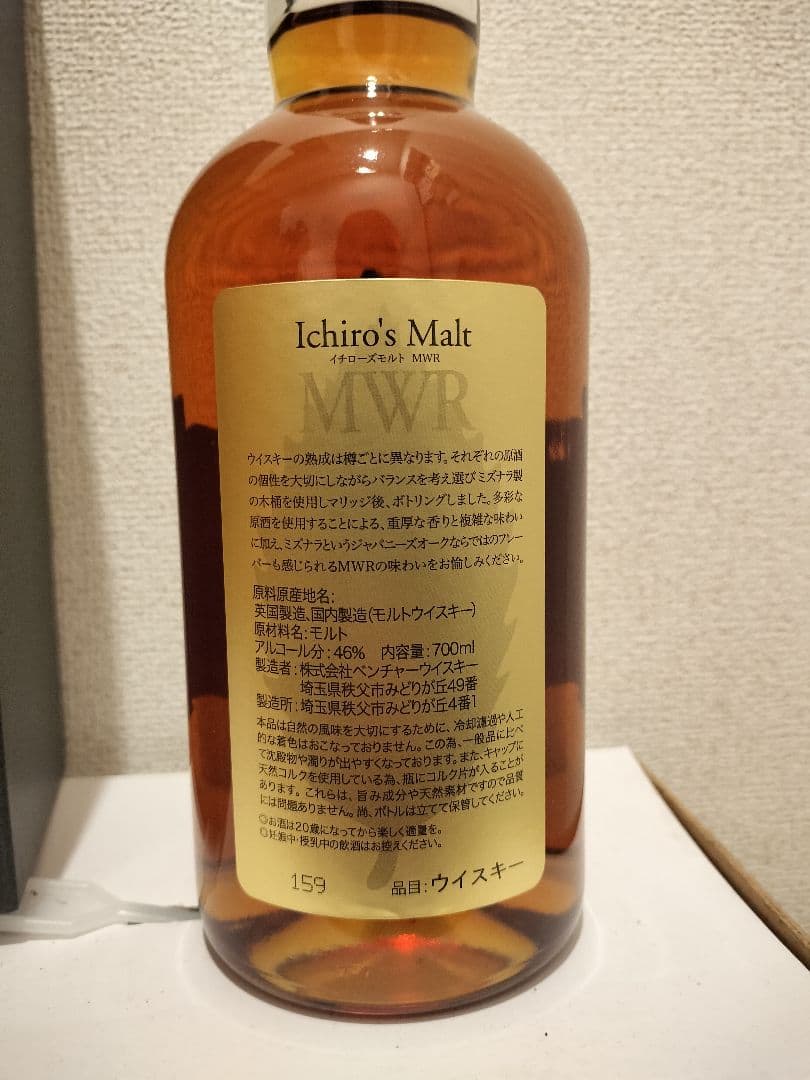 Ichiro's Malt
イチローズモルト MWR
MWR
ウイスキーの熟成は樽ごとに異なります。それぞれの原酒
の個性を大切にしながらバランスを考え選びミズナラ製
の木桶を使用しマリッジ後、ボトリングしました。多彩な
原酒を使用することによる、重厚な香りと複雑な味わい
に加え、ミズナラというジャパニーズオークならではのフレー
バーも感じられるMWRの味わいをお愉しみください。
原料原産地名:
英国製造、国内製造(モルトウイスキー)
原材料名:モルト
アルコール分:46% 内容量:700ml
製造者:株式会社ベンチャーウイスキー
埼玉県秩父市みどりが丘49番
製造所:埼玉県秩父市みどりが丘4番1
本品は自然の風味を大切にするために、冷却濾過や人工
的な着色はおこなっておりません。この為、一般品に比べ
て沈殿物や濁りが出やすくなっております。また、キャップに
天然コルクを使用している為、瓶にコルク片が入ることが
あります。これらは、旨み成分や天然素材ですので品質
には問題ありません。尚、ボトルは立てて保管してください。
◎お酒は20歳になってから楽しく適量を。
◎妊娠中・授乳中の飲酒はお控えください。
159
品目:ウイスキー